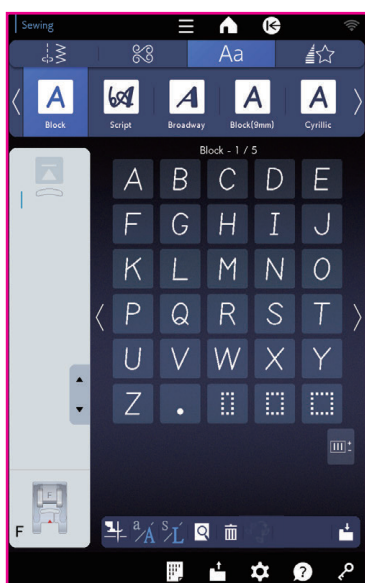 Sewing
Aa
A A A A A
Block Script Broadway Block(9mm) Cyrillic
Block - 1 / 5
A B C D E
F G H I J
K L M N O
P Q R S T
U V W X Y
Z .
F
F
a/A s/L
?